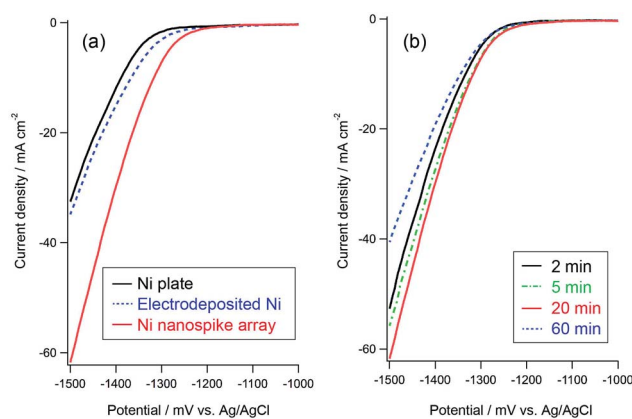 (a)
0
-20
-40
-60
Current density / mA cm⁻²
Ni plate
Electrodeposited Ni
Ni nanospike array
-1500 -1400 -1300 -1200 -1100 -1000
Potential / mV vs. Ag/AgCl
(b)
0
-20
-40
-60
Current density / mA cm⁻²
2 min
5 min
20 min
60 min
-1500 -1400 -1300 -1200 -1100 -1000
Potential / mV vs. Ag/AgCl